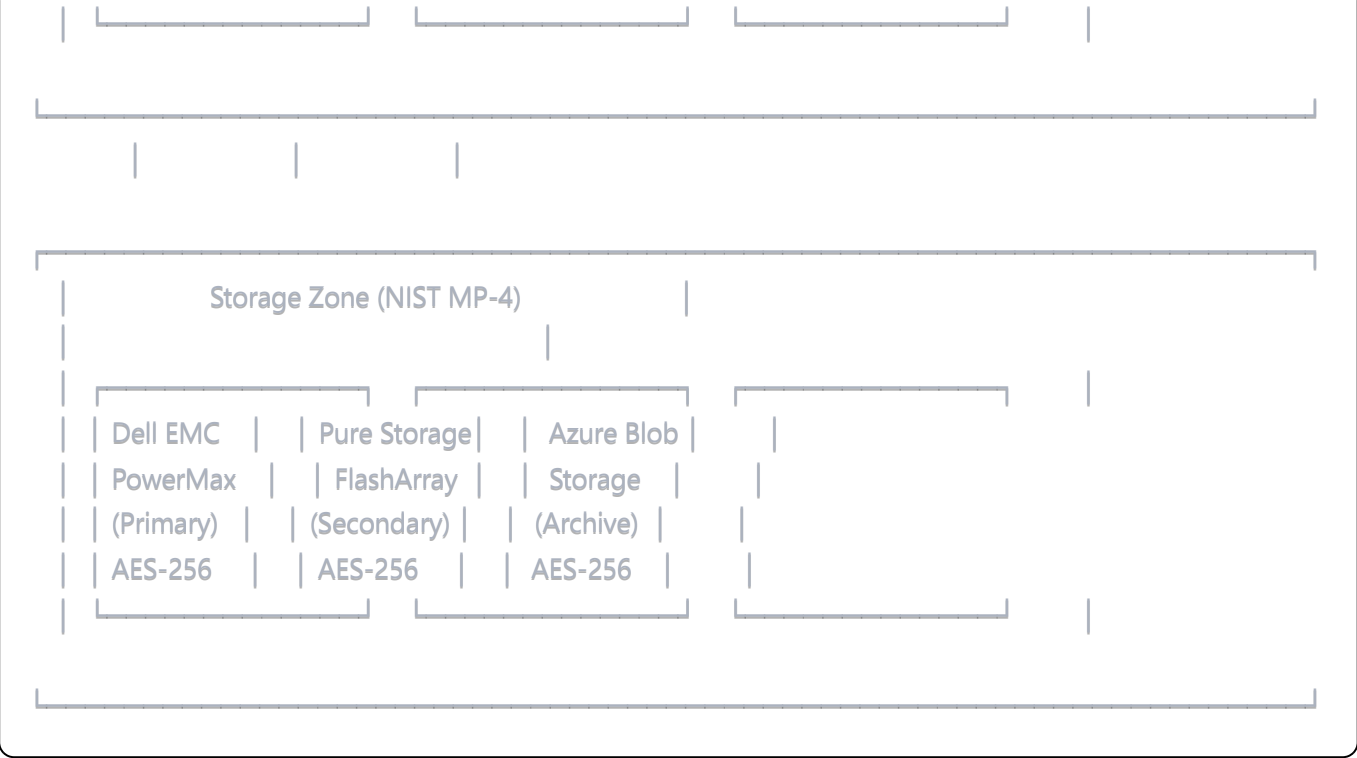 Storage Zone (NIST MP-4)
Dell EMC | | Pure Storage| | Azure Blob |
PowerMax | | FlashArray | | Storage |
(Primary) | | (Secondary) | | (Archive) |
AES-256 | | AES-256 | | AES-256 |